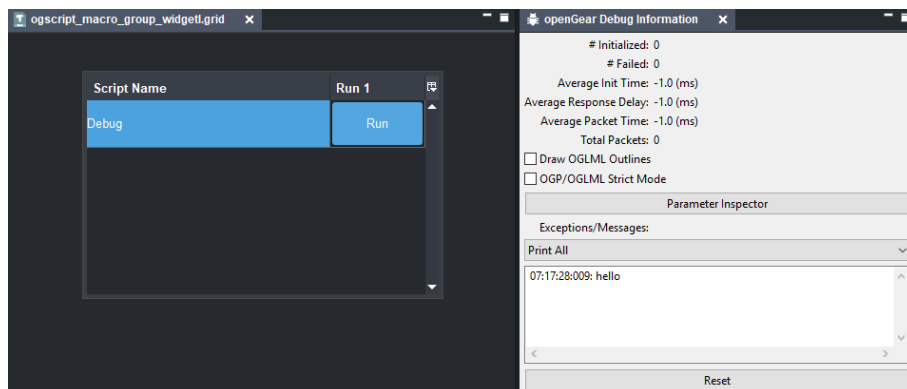 ogscript_macro_group_widgetI.grid
Script Name Run 1
Debug Run
openGear Debug Information
# Initialized: 0
# Failed: 0
Average Init Time: -1.0 (ms)
Average Response Delay: -1.0 (ms)
Average Packet Time: -1.0 (ms)
Total Packets: 0
Draw OGLML Outlines
OGP/OGLML Strict Mode
Parameter Inspector
Exceptions/Messages:
Print All
07:17:28:009: hello
Reset